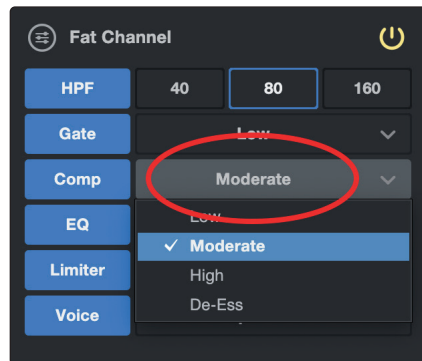 Fat Channel
HPF 40 80 160
Gate Low
Comp Moderate
EQ Low
✓ Moderate
Limiter High
De-Ess
Voice